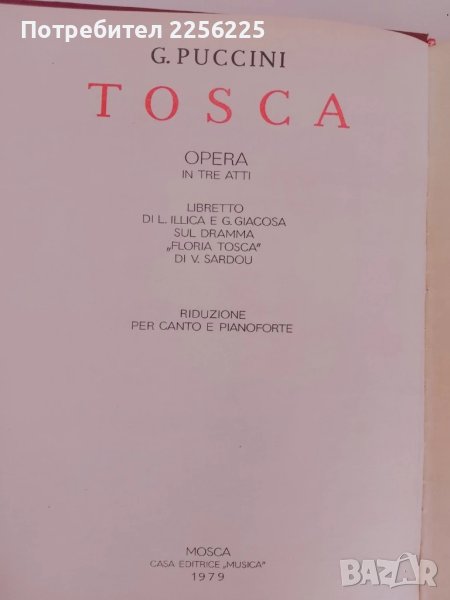 Потребител 2256225
G. PUCCINI
TOSCA
OPERA
IN TRE ATTI
LIBRETTO
DI L. ILLICA E G. GIACOSA
SUL DRAMMA
„FLORIA TOSCA"
DI V. SARDOU
RIDUZIONE
PER CANTO E PIANOFORTE
MOSCA
CASA EDITRICE „MUSICA"
1979
BAZAR